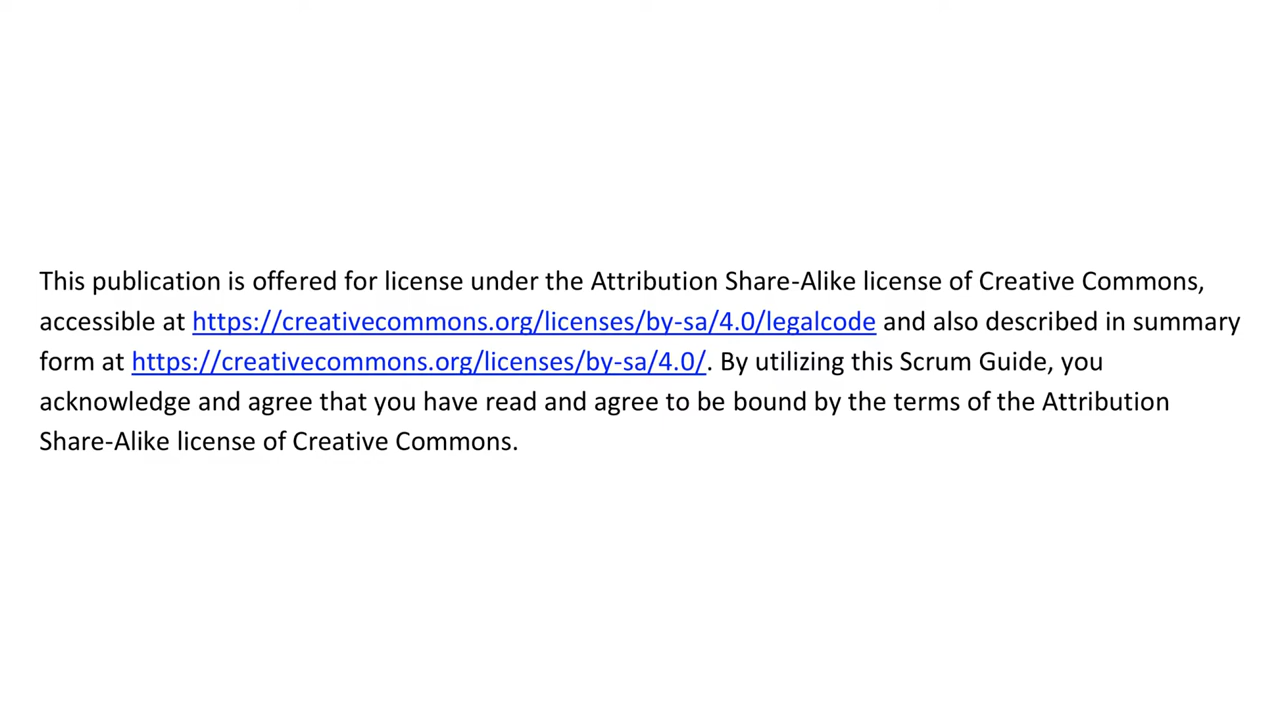 This publication is offered for license under the Attribution Share-Alike license of Creative Commons,
accessible at https://creativecommons.org/licenses/by-sa/4.0/legalcode and also described in summary
form at https://creativecommons.org/licenses/by-sa/4.0/. By utilizing this Scrum Guide, you
acknowledge and agree that you have read and agree to be bound by the terms of the Attribution
Share-Alike license of Creative Commons.